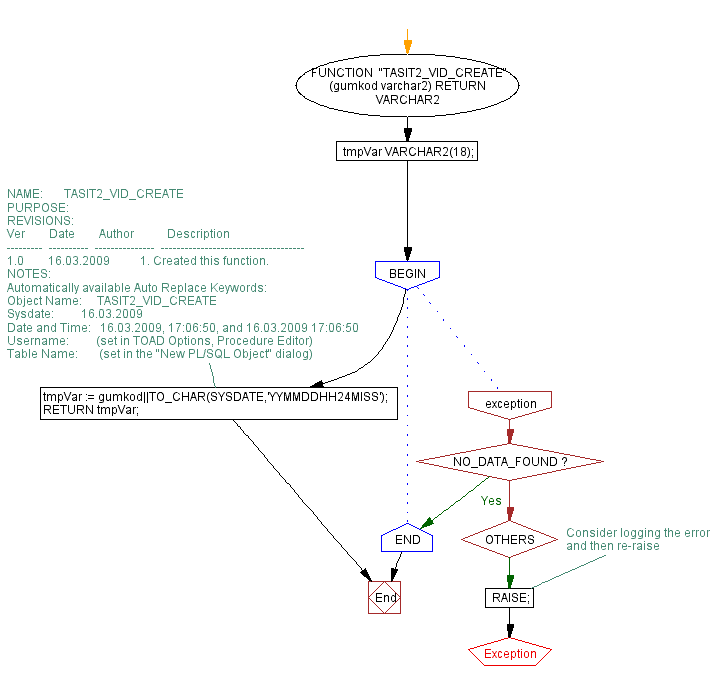 FUNCTION "TASIT2_VID_CREATE"
(gumkod varchar2) RETURN
VARCHAR2
tmpVar VARCHAR2(18);
NAME: TASIT2_VID_CREATE
PURPOSE:
REVISIONS:
Ver Date Author Description
--------- ---------- --------------- ------------------------------------
1.0 16.03.2009 1. Created this function.
NOTES:
Automatically available Auto Replace Keywords:
Object Name: TASIT2_VID_CREATE
Sysdate: 16.03.2009
Date and Time: 16.03.2009, 17:06:50, and 16.03.2009 17:06:50
Username: (set in TOAD Options, Procedure Editor)
Table Name: (set in the "New PL/SQL Object" dialog)
BEGIN
tmpVar := gumkod||TO_CHAR(SYSDATE,'YYMMDDHH24MISS');
RETURN tmpVar;
exception
NO_DATA_FOUND ?
Yes
END
OTHERS
Consider logging the error
and then re-raise
End
RAISE;
Exception